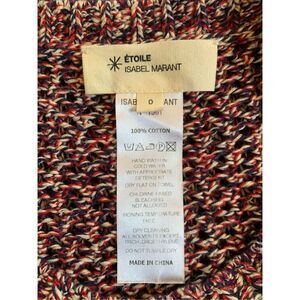 ÉTOILE
ISABEL MARANT
ISAB
0
ANT
100% COTTON
HAND WASH IN
COLD WATER
WITH APPROPRIATE
DETERGENT
DRY FLAT ON TOWEL
CHLORINE BASED
BLEACHING
NOT ALLOWED
IRONING TEMPERATURE
DRY CLEANING
ALL SOLVENTS EXCEPT
TRICHLORETHYLENE
DO NOT TUMBLE DRY
MADE IN CHINA